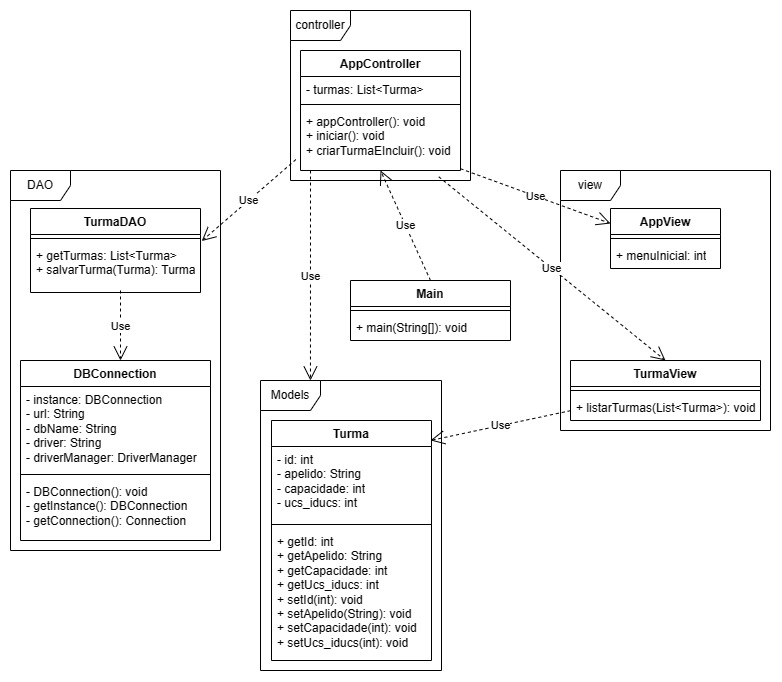 controller
AppController
- turmas: List<Turma>
+ appController(): void
+ iniciar(): void
+ criarTurmaEIncluir(): void
DAO
TurmaDAO
+ getTurmas: List<Turma>
+ salvarTurma(Turma): Turma
Use
DBConnection
- instance: DBConnection
- url: String
- dbName: String
- driver: String
- driverManager: DriverManager
- DBConnection(): void
- getInstance(): DBConnection
- getConnection(): Connection
Use
Use
Use
Main
+ main(String[]): void
Use
Use
view
AppView
+ menuInicial: int
TurmaView
+ listarTurmas(List<Turma>): void
Use
Models
Turma
- id: int
- apelido: String
- capacidade: int
- ucs_iducs: int
+ getId: int
+ getApelido: String
+ getCapacidade: int
+ getUcs_iducs: int
+ setId(int): void
+ setApelido(String): void
+ setCapacidade(int): void
+ setUcs_iducs(int): void